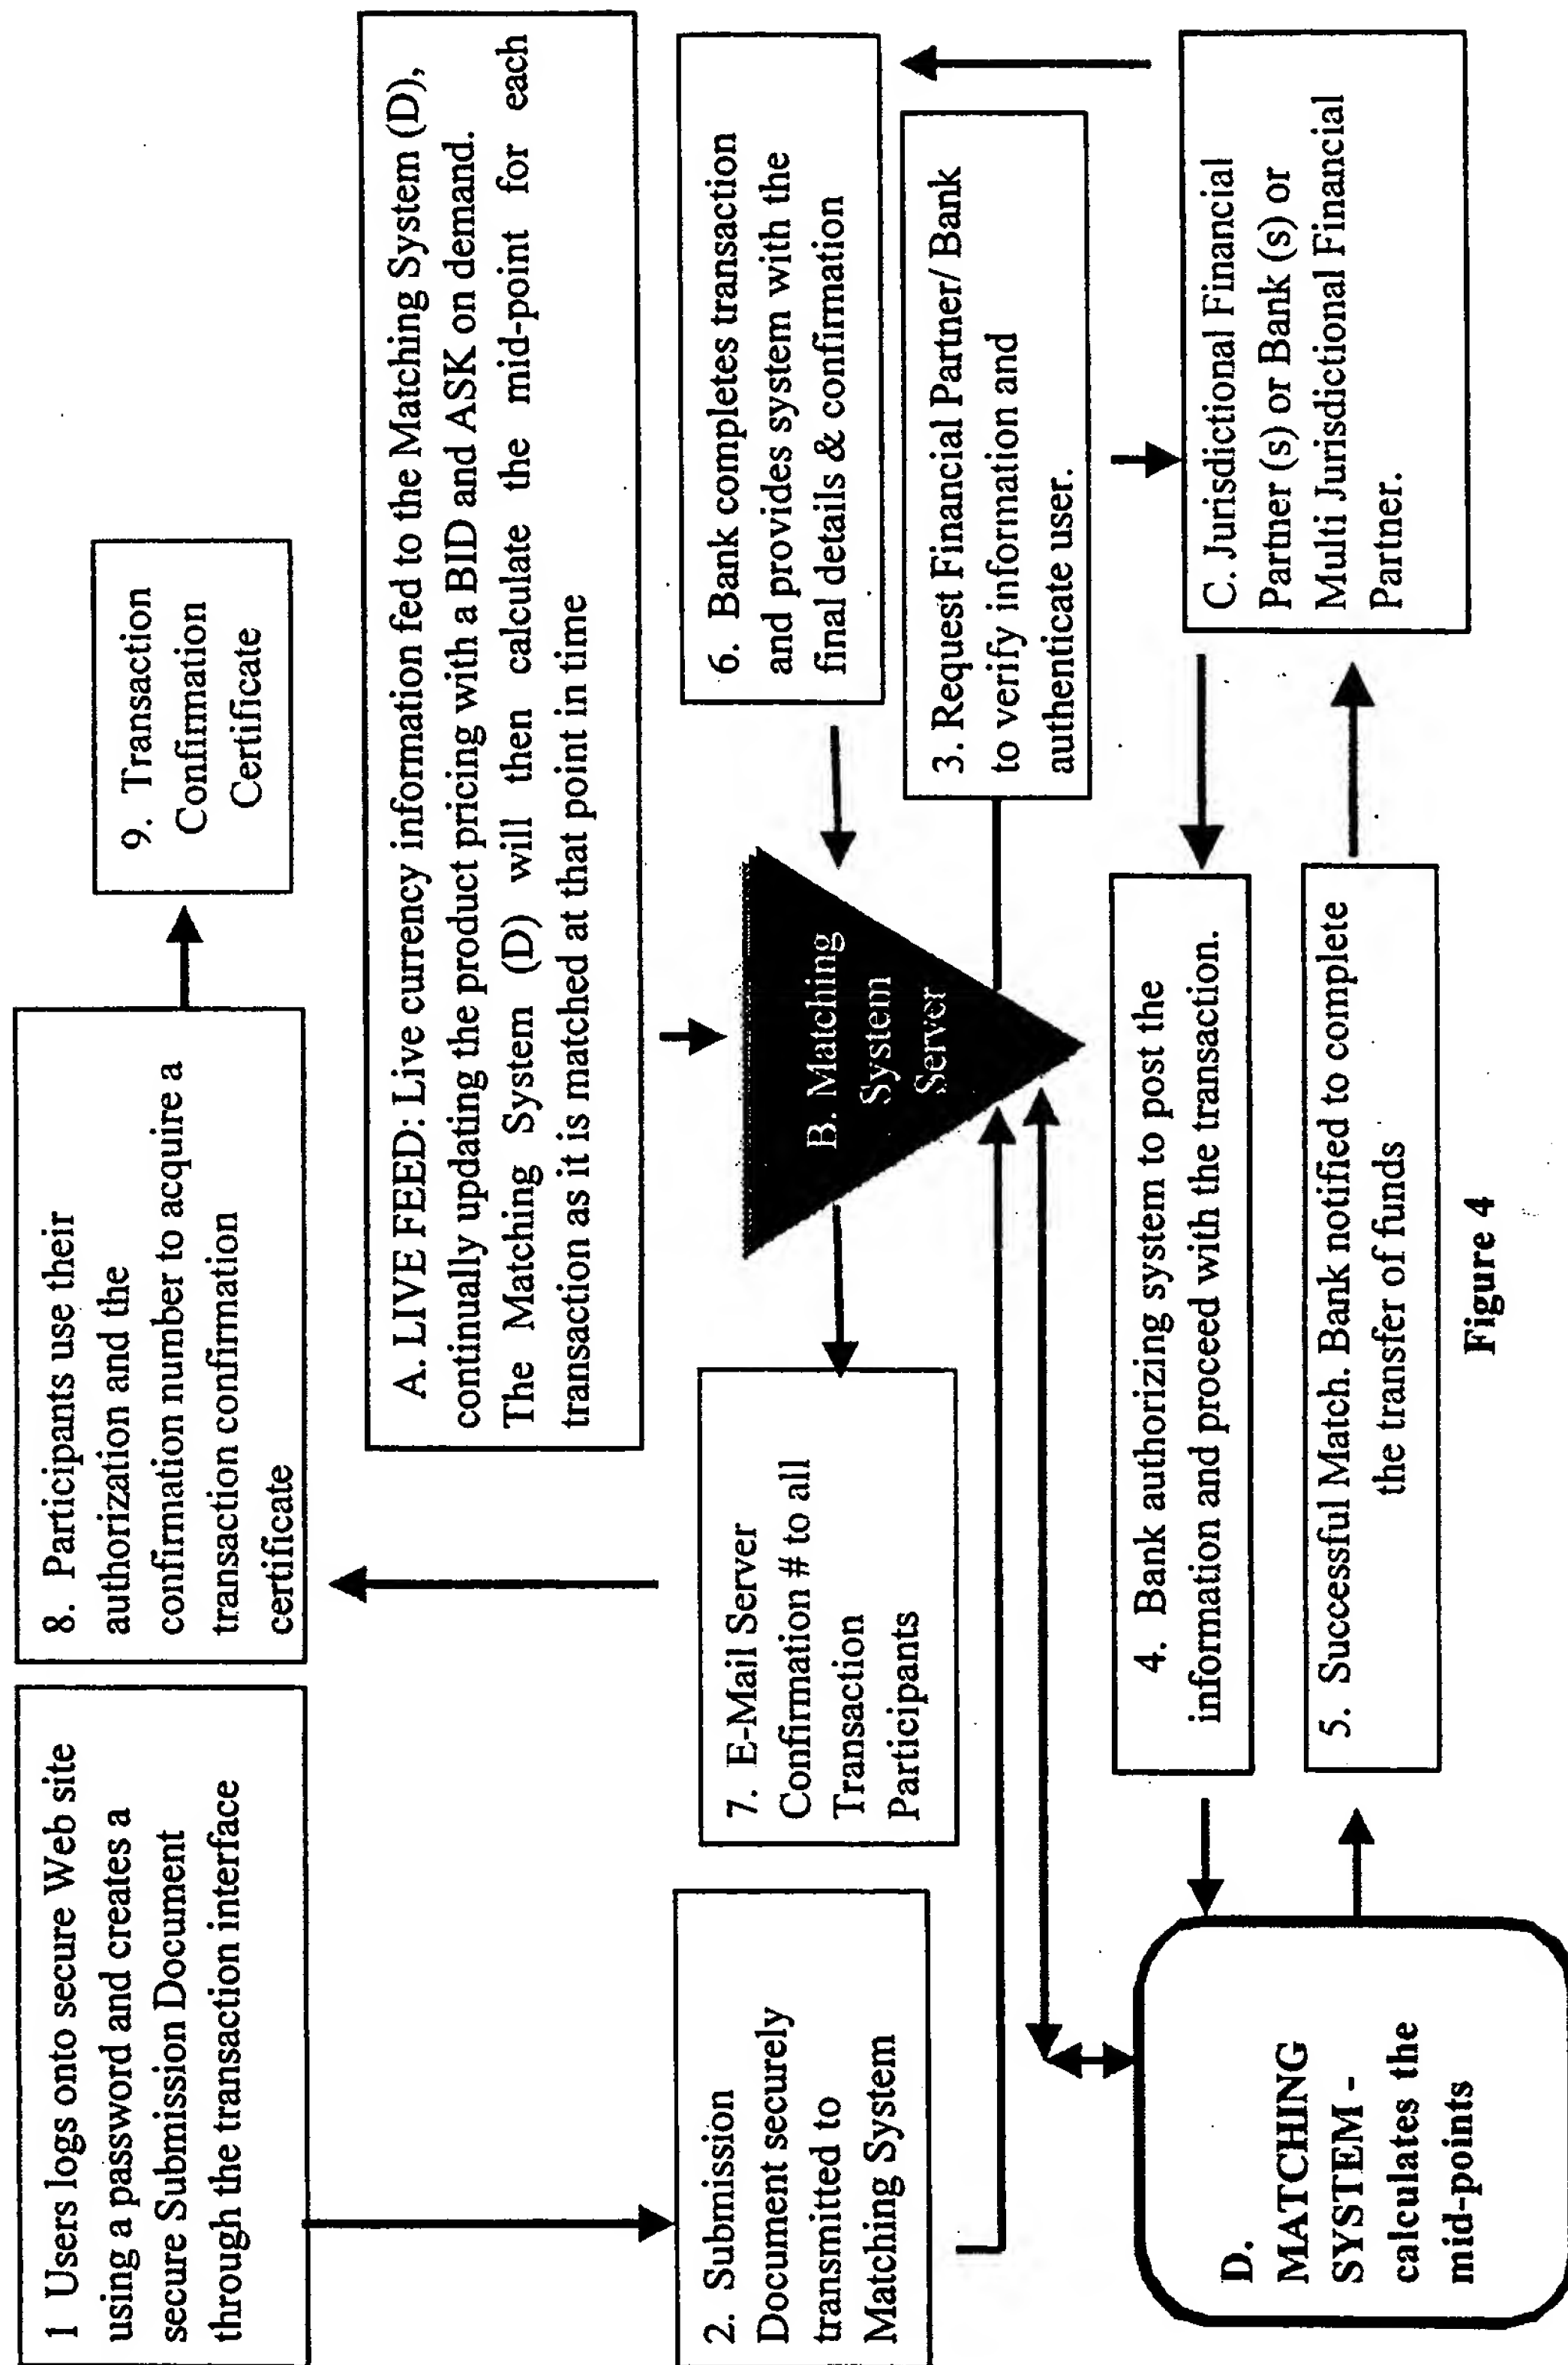 1 Users logs onto secure Web site
using a password and creates a
secure Submission Document
through the transaction interface
8. Participants use their
authorization and the
confirmation number to acquire a
transaction confirmation
certificate
9. Transaction
Confirmation
Certificate
A. LIVE FEED: Live currency information fed to the Matching System (D),
continually updating the product pricing with a BID and ASK on demand.
The Matching System (D) will then calculate the mid-point for each
transaction as it is matched at that point in time
2. Submission
Document securely
transmitted to
Matching System
7. E-Mail Server
Confirmation # to all
Transaction
Participants
B. Matching
System
Server
6. Bank completes transaction
and provides system with the
final details & confirmation
3. Request Financial Partner/ Bank
to verify information and
authenticate user.
D.
MATCHING
SYSTEM -
calculates the
mid-points
4. Bank authorizing system to post the
information and proceed with the transaction.
5. Successful Match. Bank notified to complete
the transfer of funds
C. Jurisdictional Financial
Partner (s) or Bank (s) or
Multi Jurisdictional Financial
Partner.
Figure 4